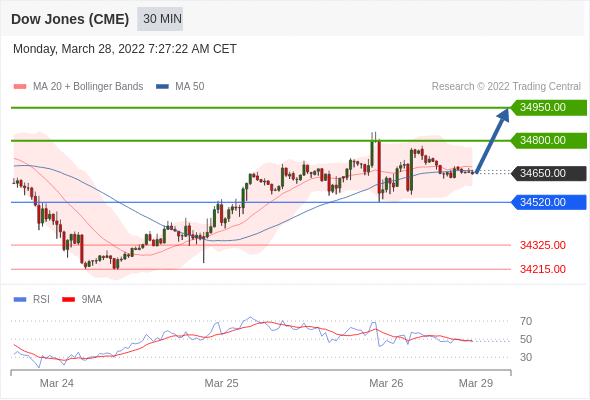 Dow Jones (CME) 30 MIN
Monday, March 28, 2022 7:27:22 AM CET
MA 20 + Bollinger Bands MA 50 Research © 2022 Trading Central
34950.00
34800.00
34650.00
34520.00
34325.00
34215.00
RSI 9MA
70
50
30
Mar 24 Mar 25 Mar 26 Mar 29